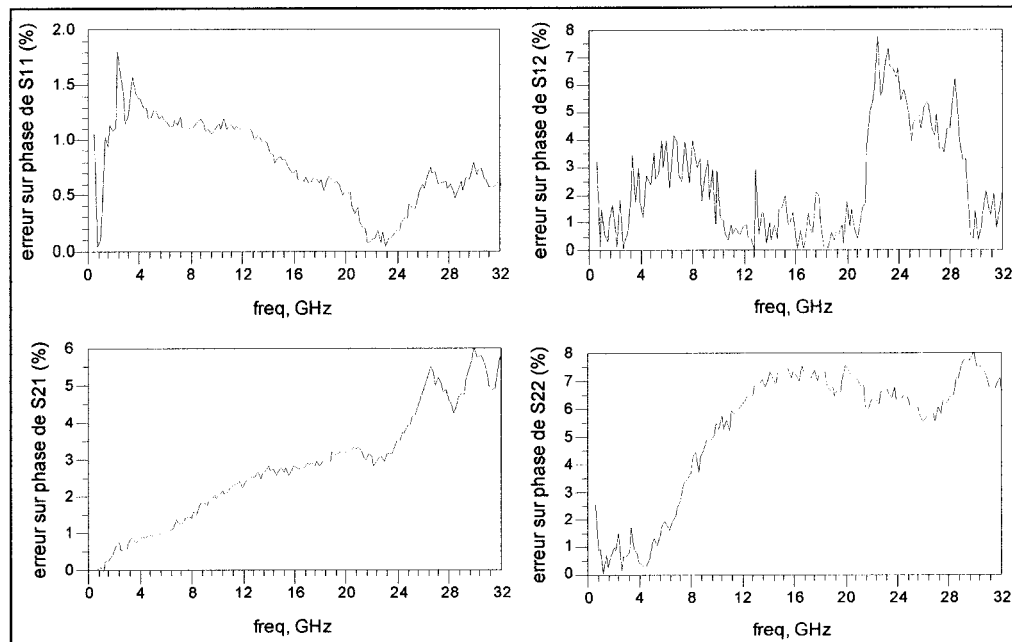 erreur sur phase de S11 (%)
2.0
1.5
1.0
0.5
0.0
0 4 8 12 16 20 24 28 32
freq, GHz
erreur sur phase de S12 (%)
8
7
6
5
4
3
2
1
0
0 4 8 12 16 20 24 28 32
freq, GHz
erreur sur phase de S21 (%)
6
5
4
3
2
1
0
0 4 8 12 16 20 24 28 32
freq, GHz
erreur sur phase de S22 (%)
8
7
6
5
4
3
2
1
0
0 4 8 12 16 20 24 28 32
freq, GHz